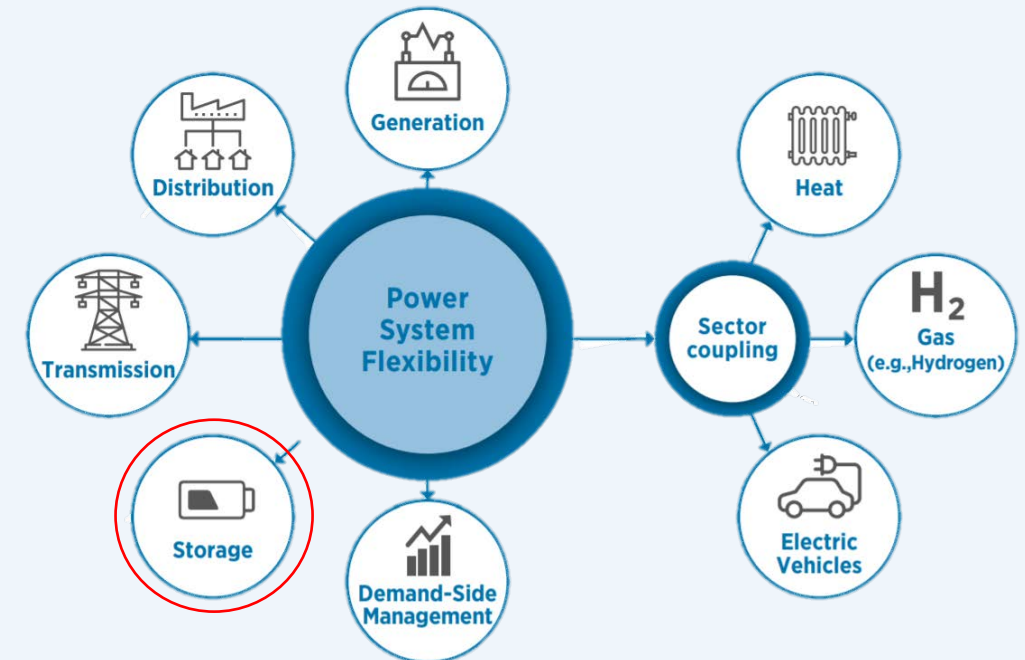 Generation
Distribution
Transmission
Storage
Demand-Side
Management
Power
System
Flexibility
Sector
coupling
Heat
H₂
Gas
(e.g.,Hydrogen)
Electric
Vehicles